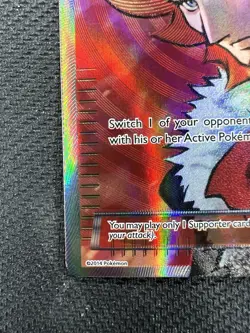 Switch 1 of your opponent
with his or her Active Pokém
You may play only 1 Supporter card
your attack).
©2014 Pokémon